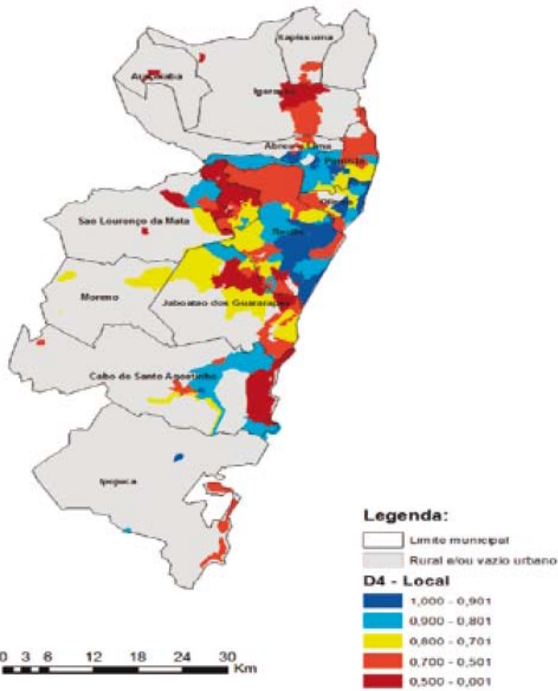 Itapissuma
Araçoiaba
Igarassu
Abreu e Lima
Paulista
Olinda
Sao Lourenço da Mata
Recife
Moreno
Jaboatao dos Guararapes
Cabo de Santo Agostinho
Ipojuca
Legenda:
Limite municipal
Rural e/ou vazio urbano
D4 - Local
1,000 - 0,901
0,900 - 0,801
0,800 - 0,701
0,700 - 0,501
0,500 - 0,001
0 3 6 12 18 24 30
Km